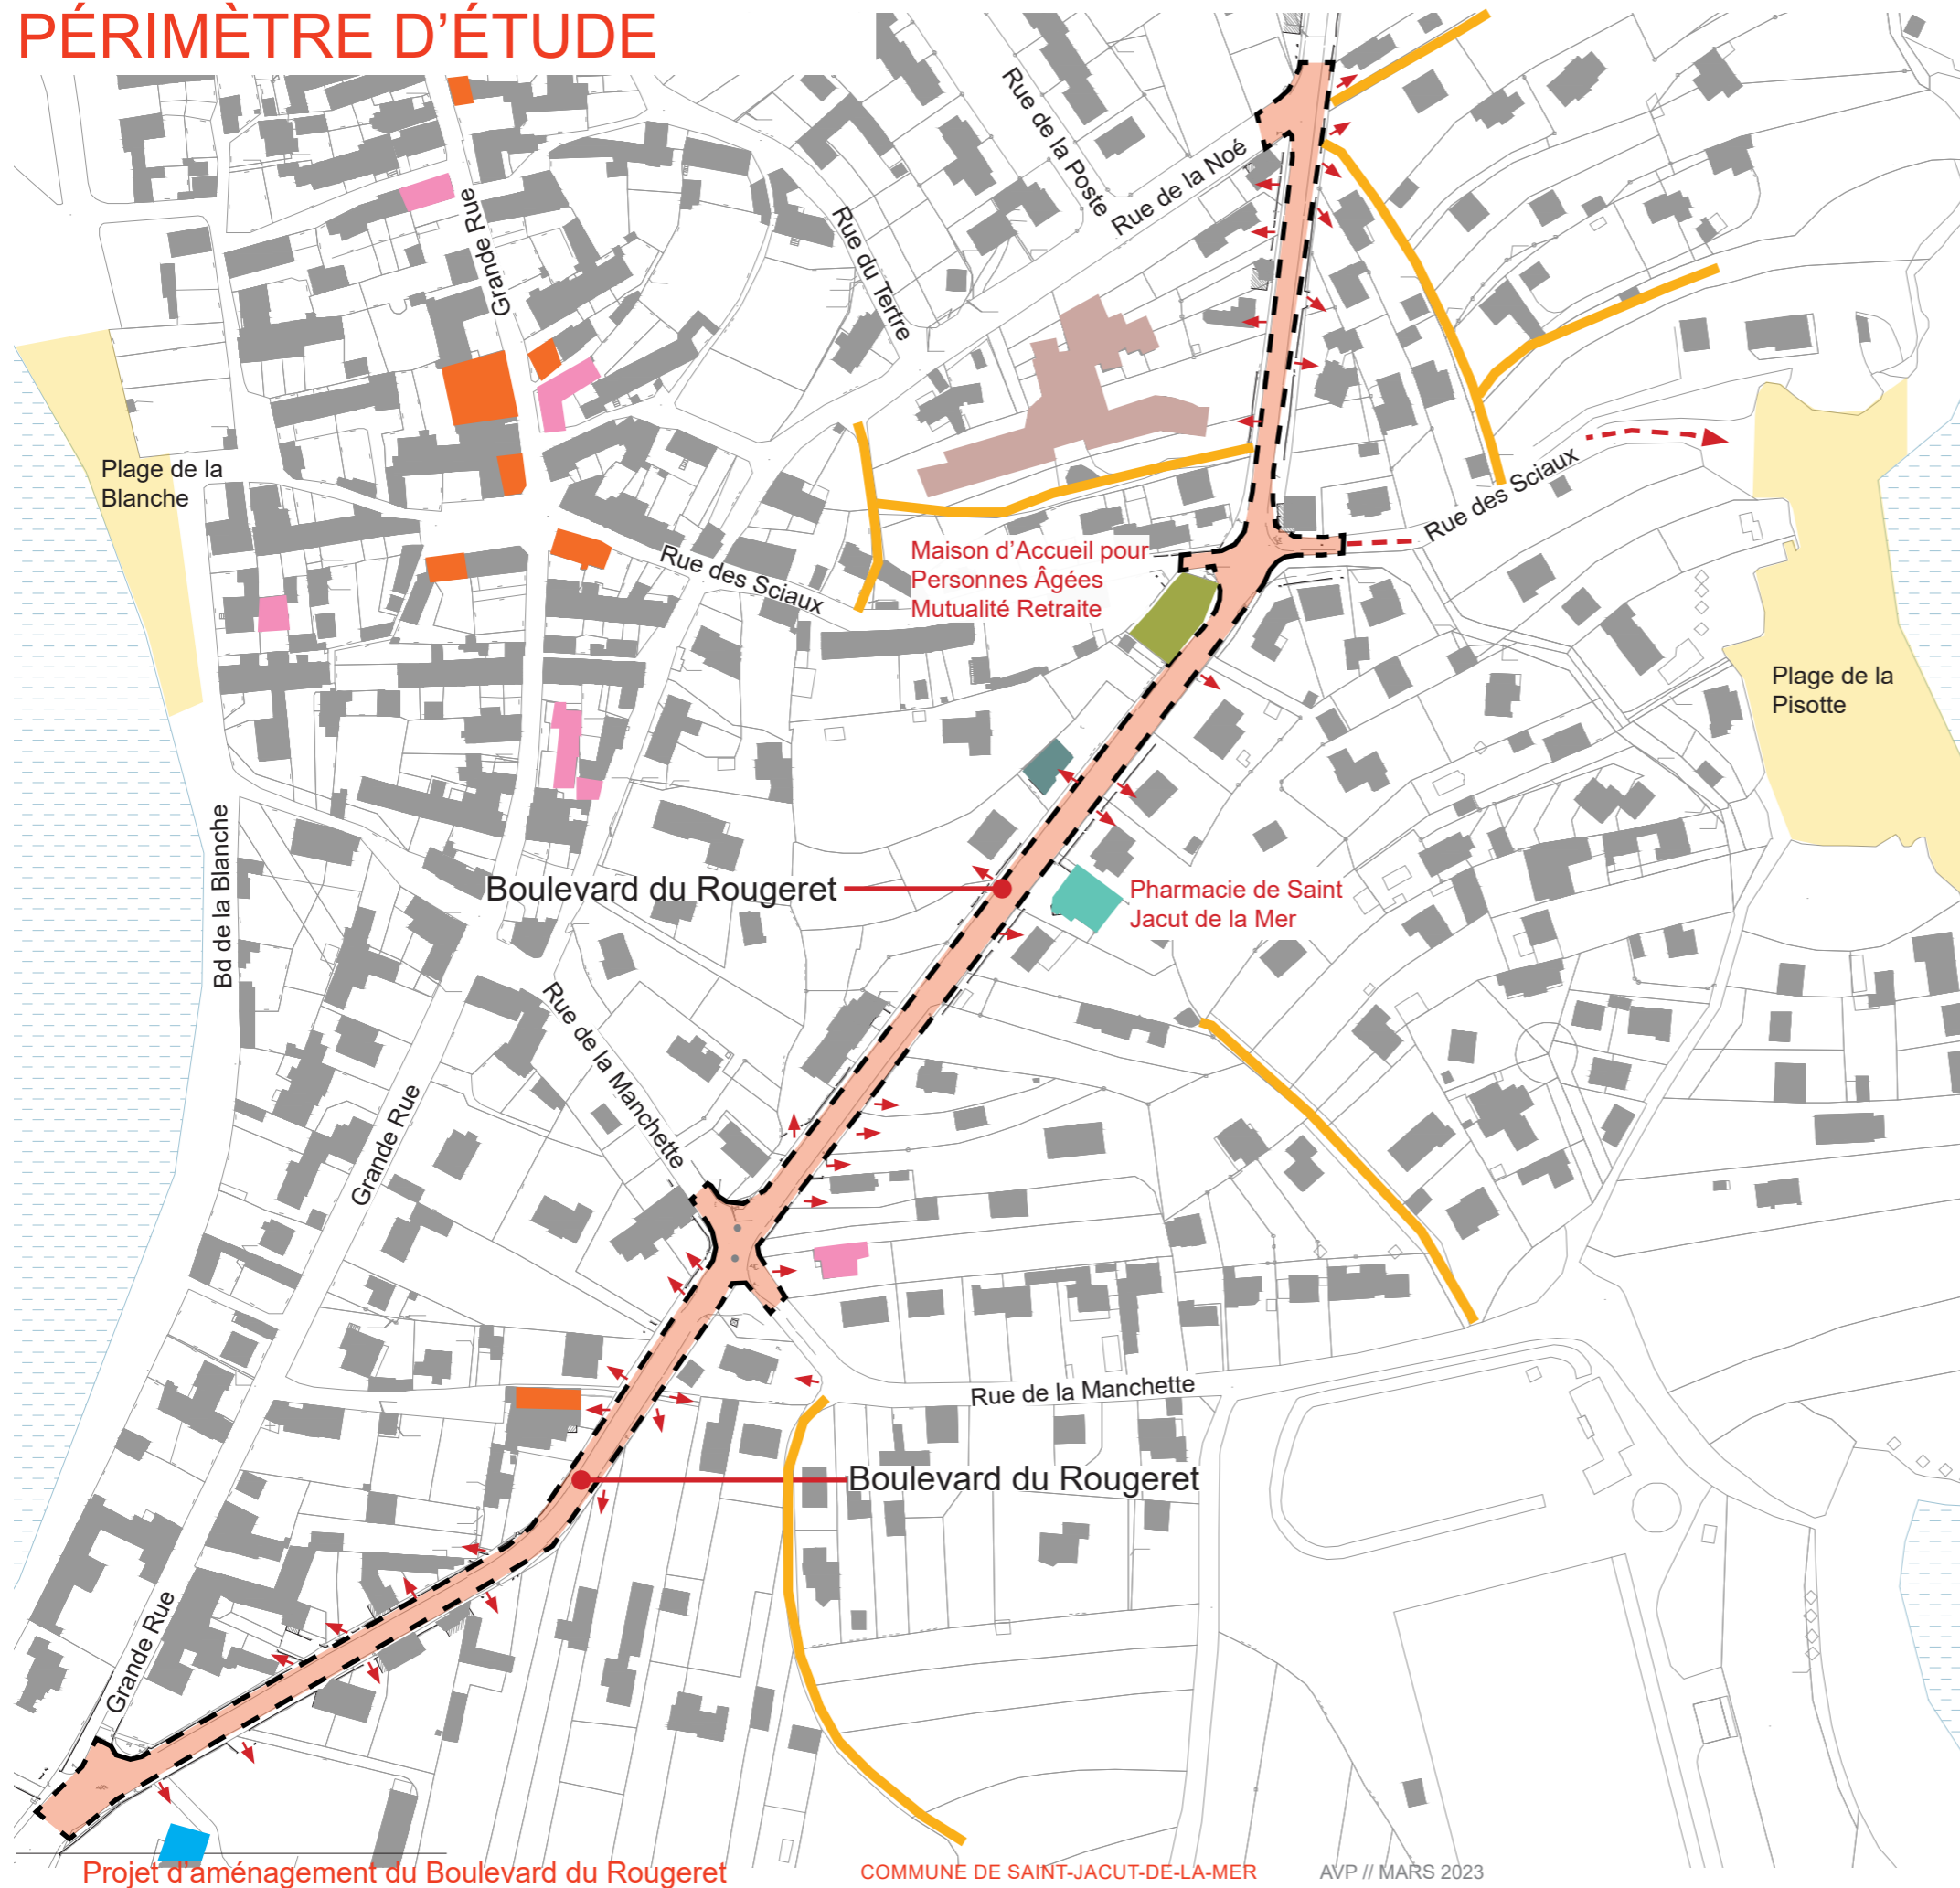 PÉRIMÈTRE D'ÉTUDE
Rue de la Poste
Rue de la Noé
Grande Rue
Rue du Tertre
Plage de la
Blanche
Rue des Sciaux
Maison d'Accueil pour
Personnes Âgées
Mutualité Retraite
Rue des Sciaux
Plage de la
Pisotte
Bd de la Blanche
Boulevard du Rougeret
Pharmacie de Saint
Jacut de la Mer
Rue de la Manchette
Grande Rue
Rue de la Manchette
Boulevard du Rougeret
Grande Rue
Projet d'aménagement du Boulevard du Rougeret
COMMUNE DE SAINT-JACUT-DE-LA-MER
AVP // MARS 2023